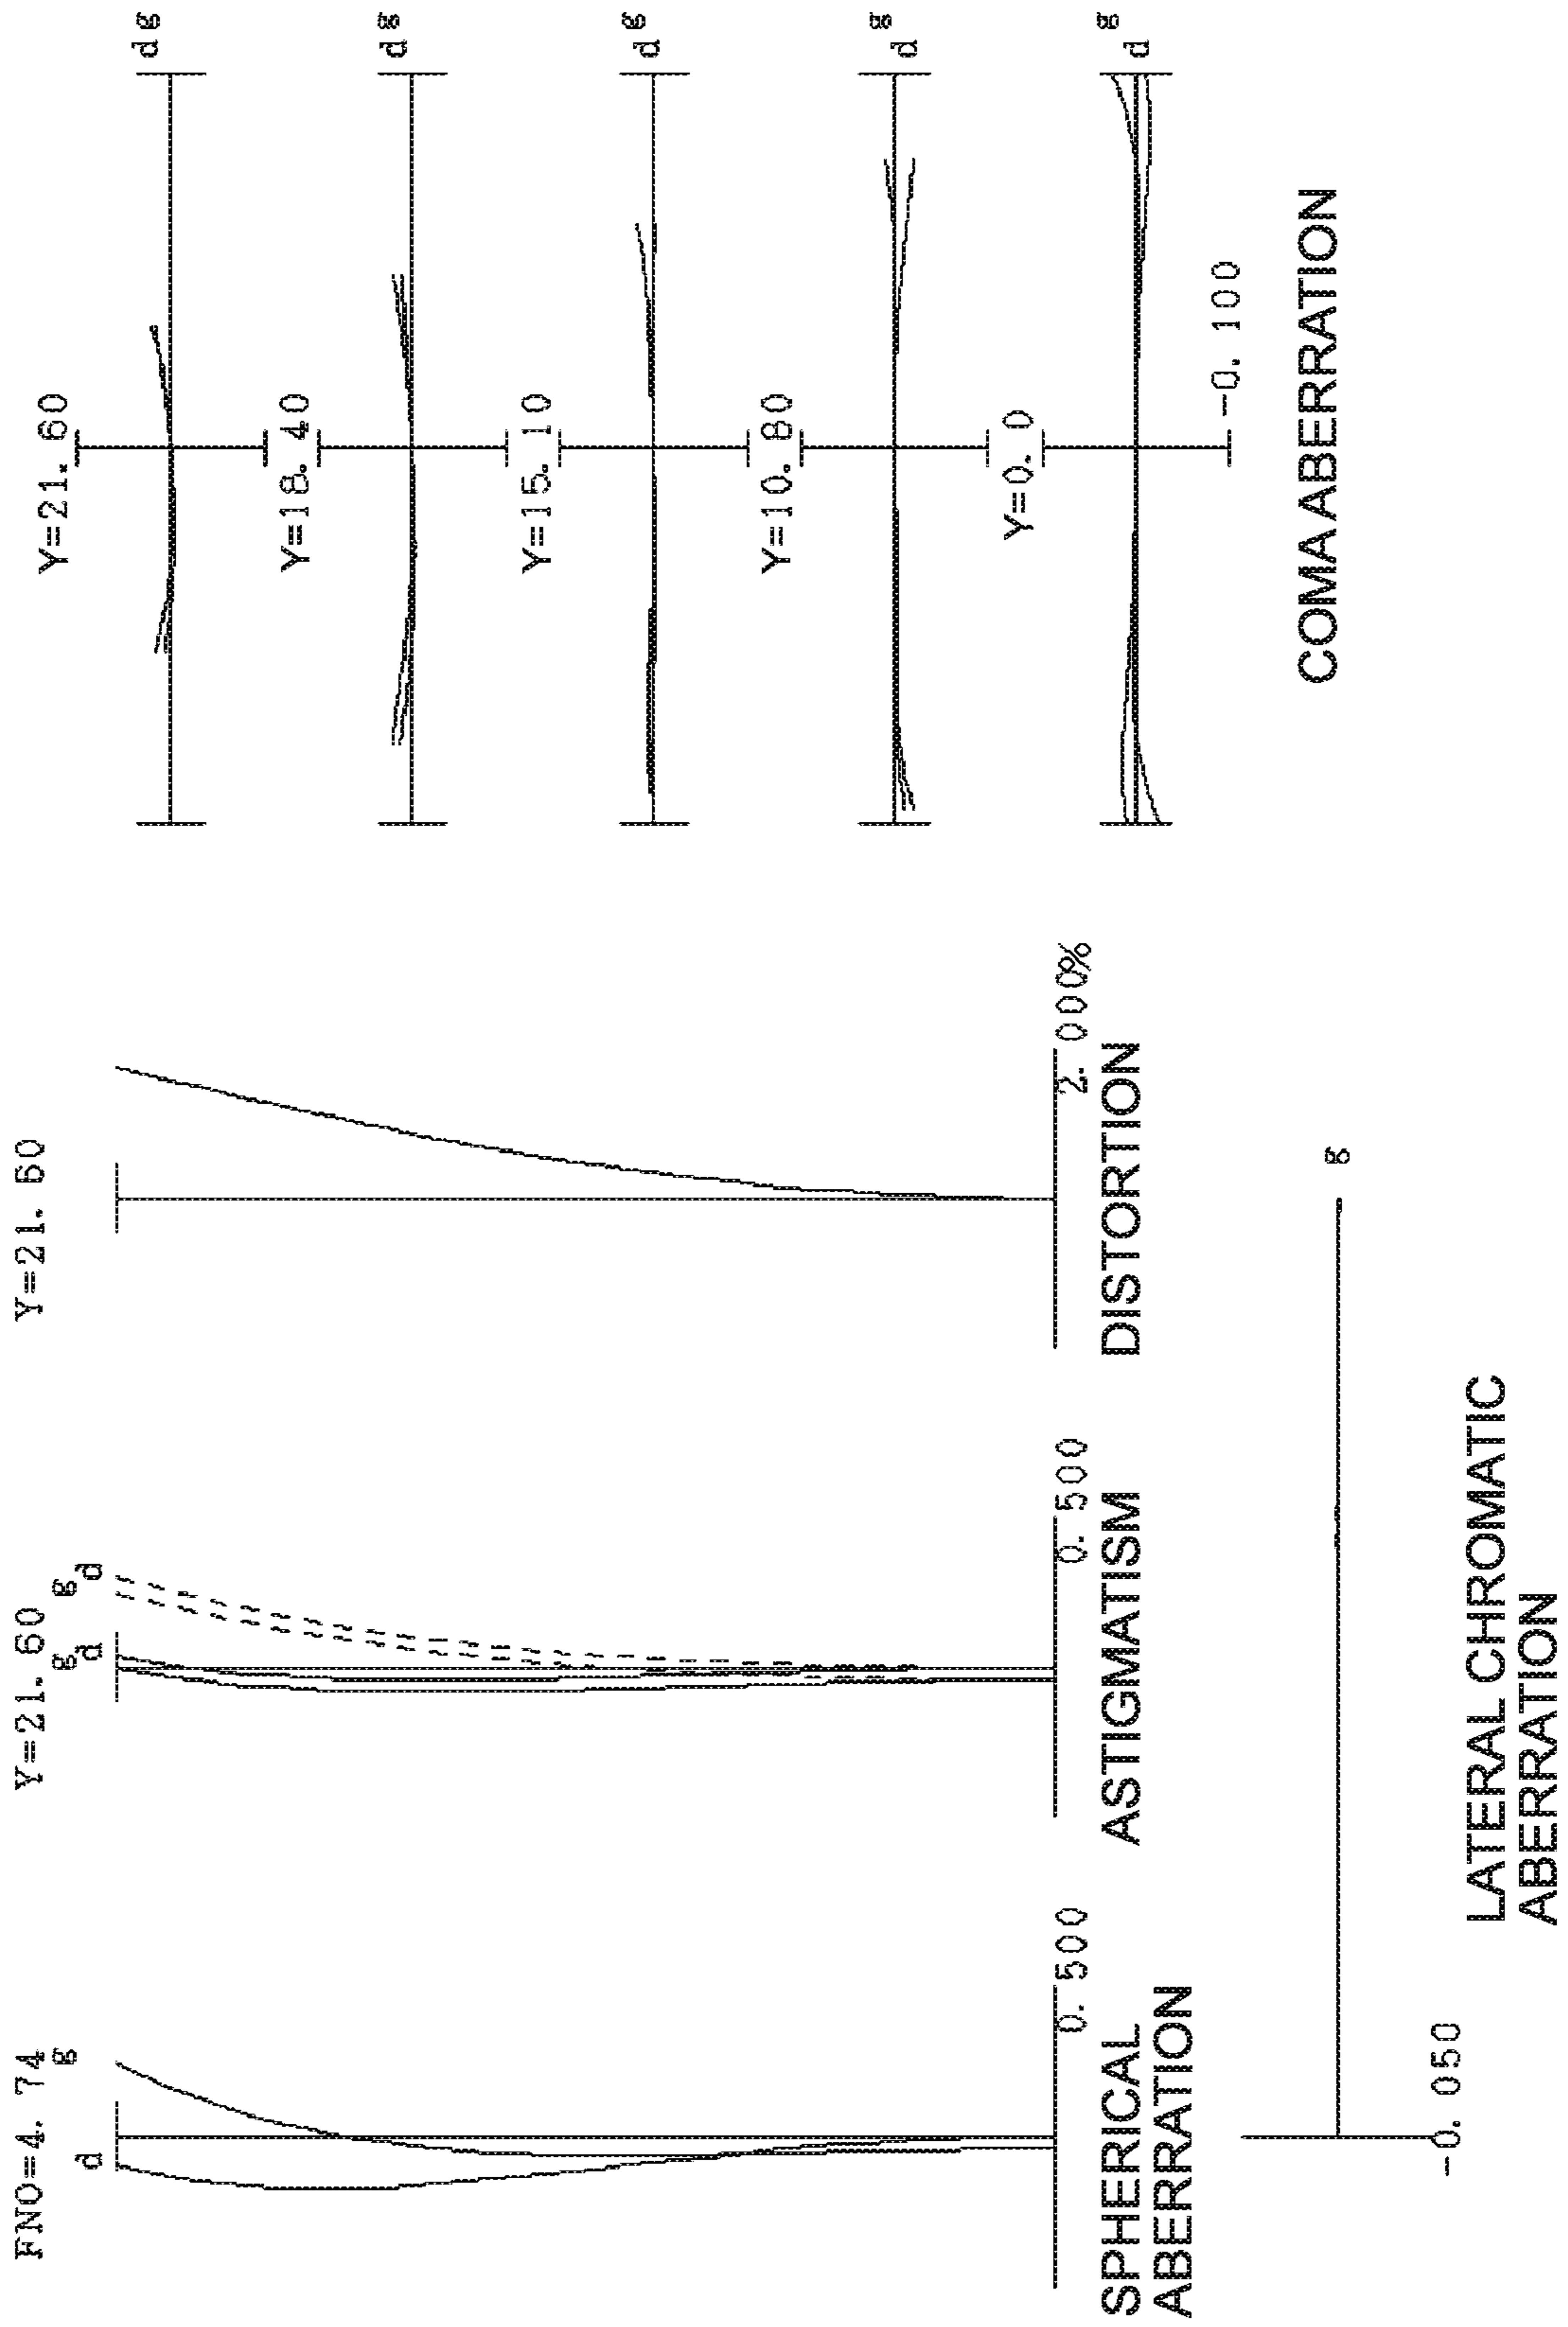 FNO=4. 74
d
g
0. 500
SPHERICAL
ABERRATION
Y=21. 60
g
d
g
d
0. 500
ASTIGMATISM
Y=21. 60
2. 000%
DISTORTION
Y=21. 60
d g
Y=18. 40
d g
Y=15. 10
d g
Y=10. 80
d g
Y=0. 0
d g
-0. 100
COMA ABERRATION
g
-0. 050
LATERAL CHROMATIC
ABERRATION